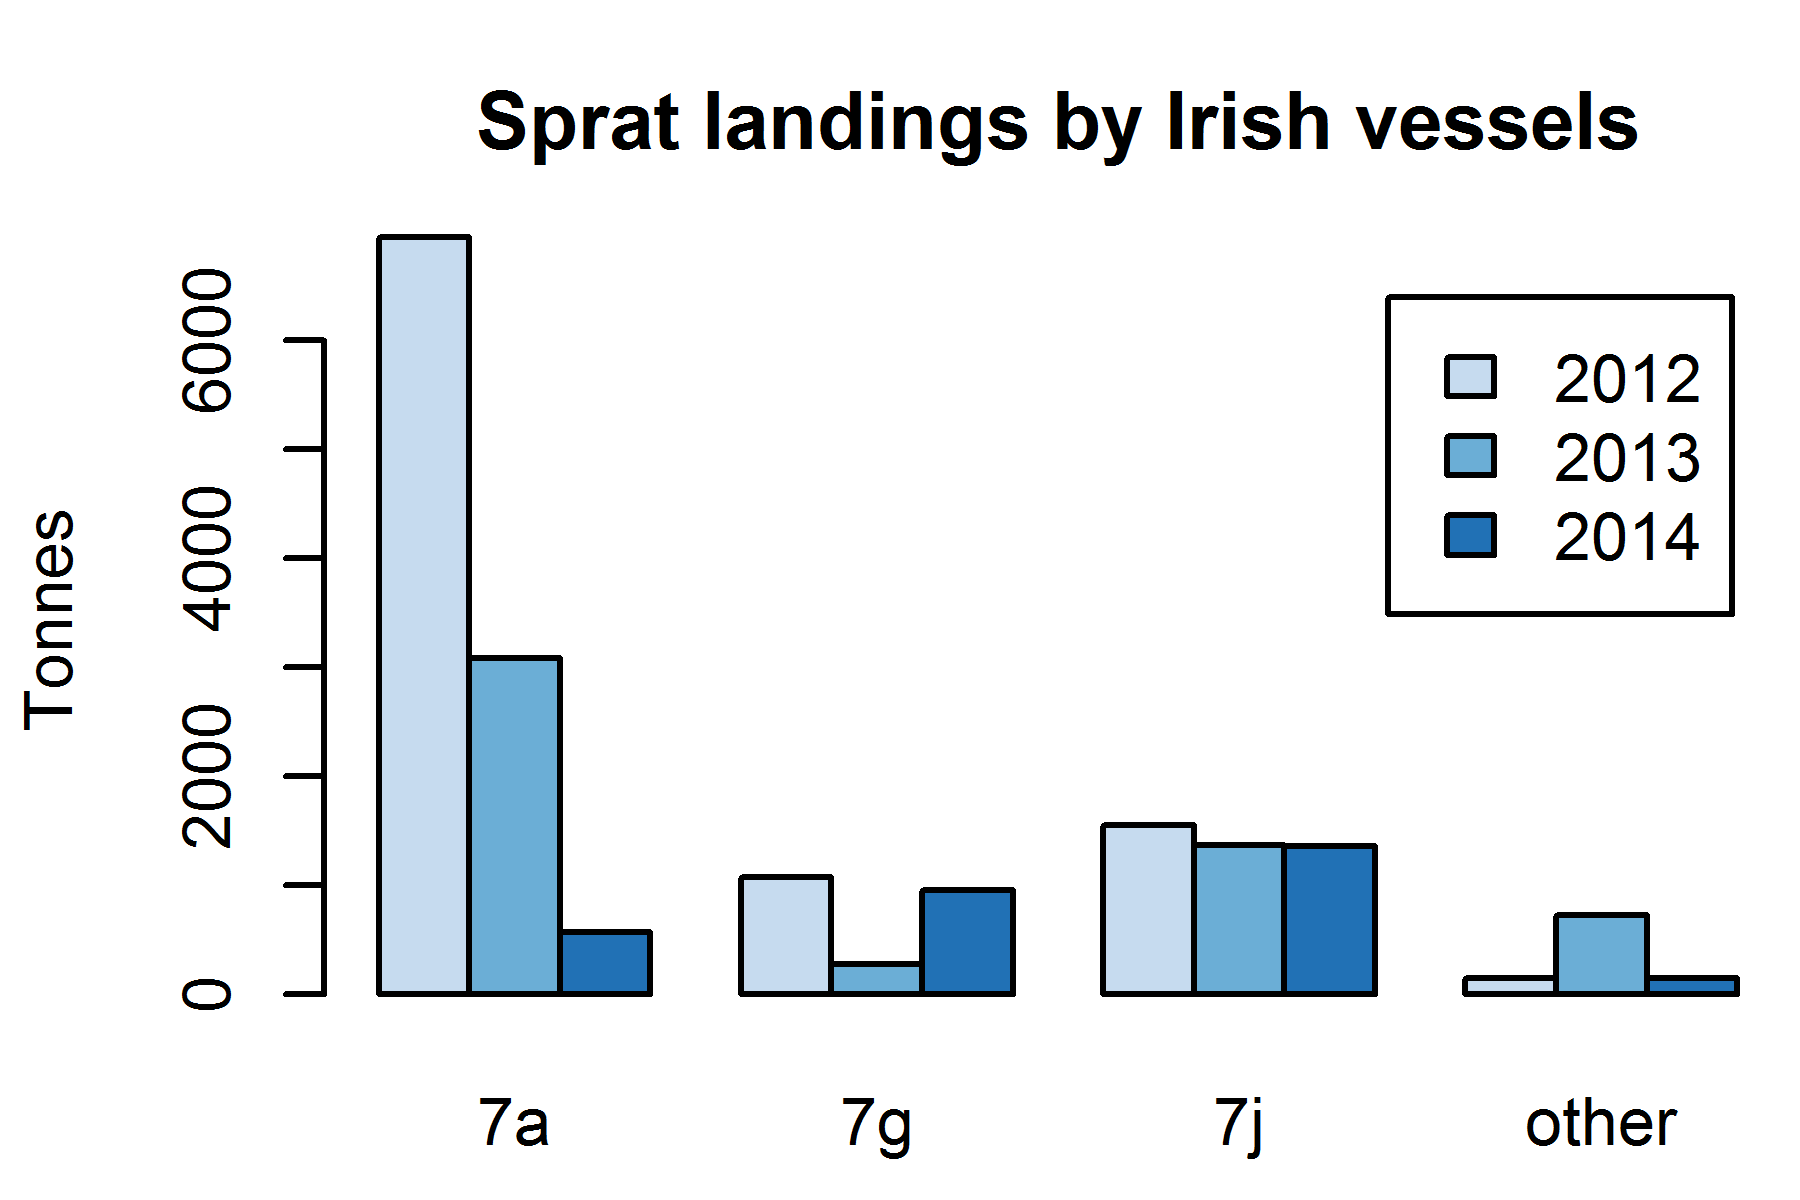 Sprat landings by Irish vessels
Tonnes
6000
4000
2000
0
2012
2013
2014
7a
7g
7j
other